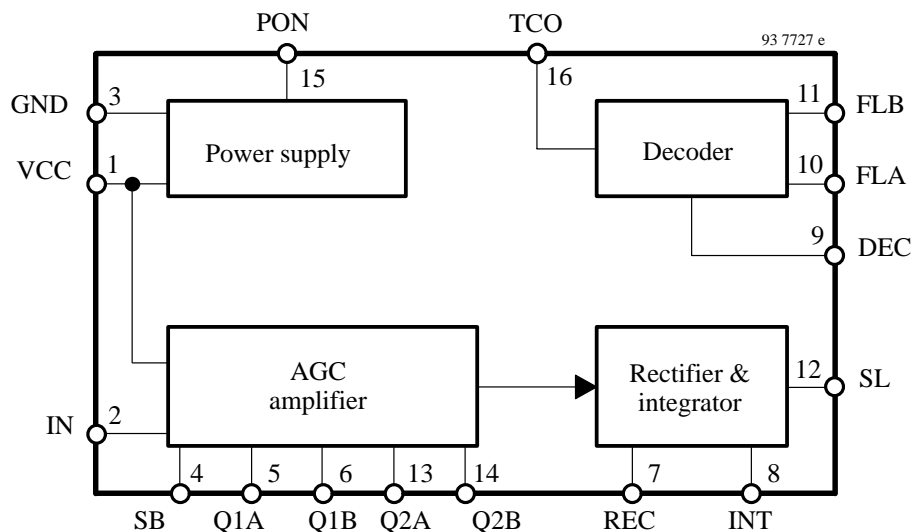 PON
TCO
93 7727 e
15
16
GND
3
11
FLB
Power supply
Decoder
VCC
1
10
FLA
9
DEC
AGC
amplifier
Rectifier &
integrator
12
SL
IN
2
4
5
6
13
14
7
8
SB
Q1A
Q1B
Q2A
Q2B
REC
INT